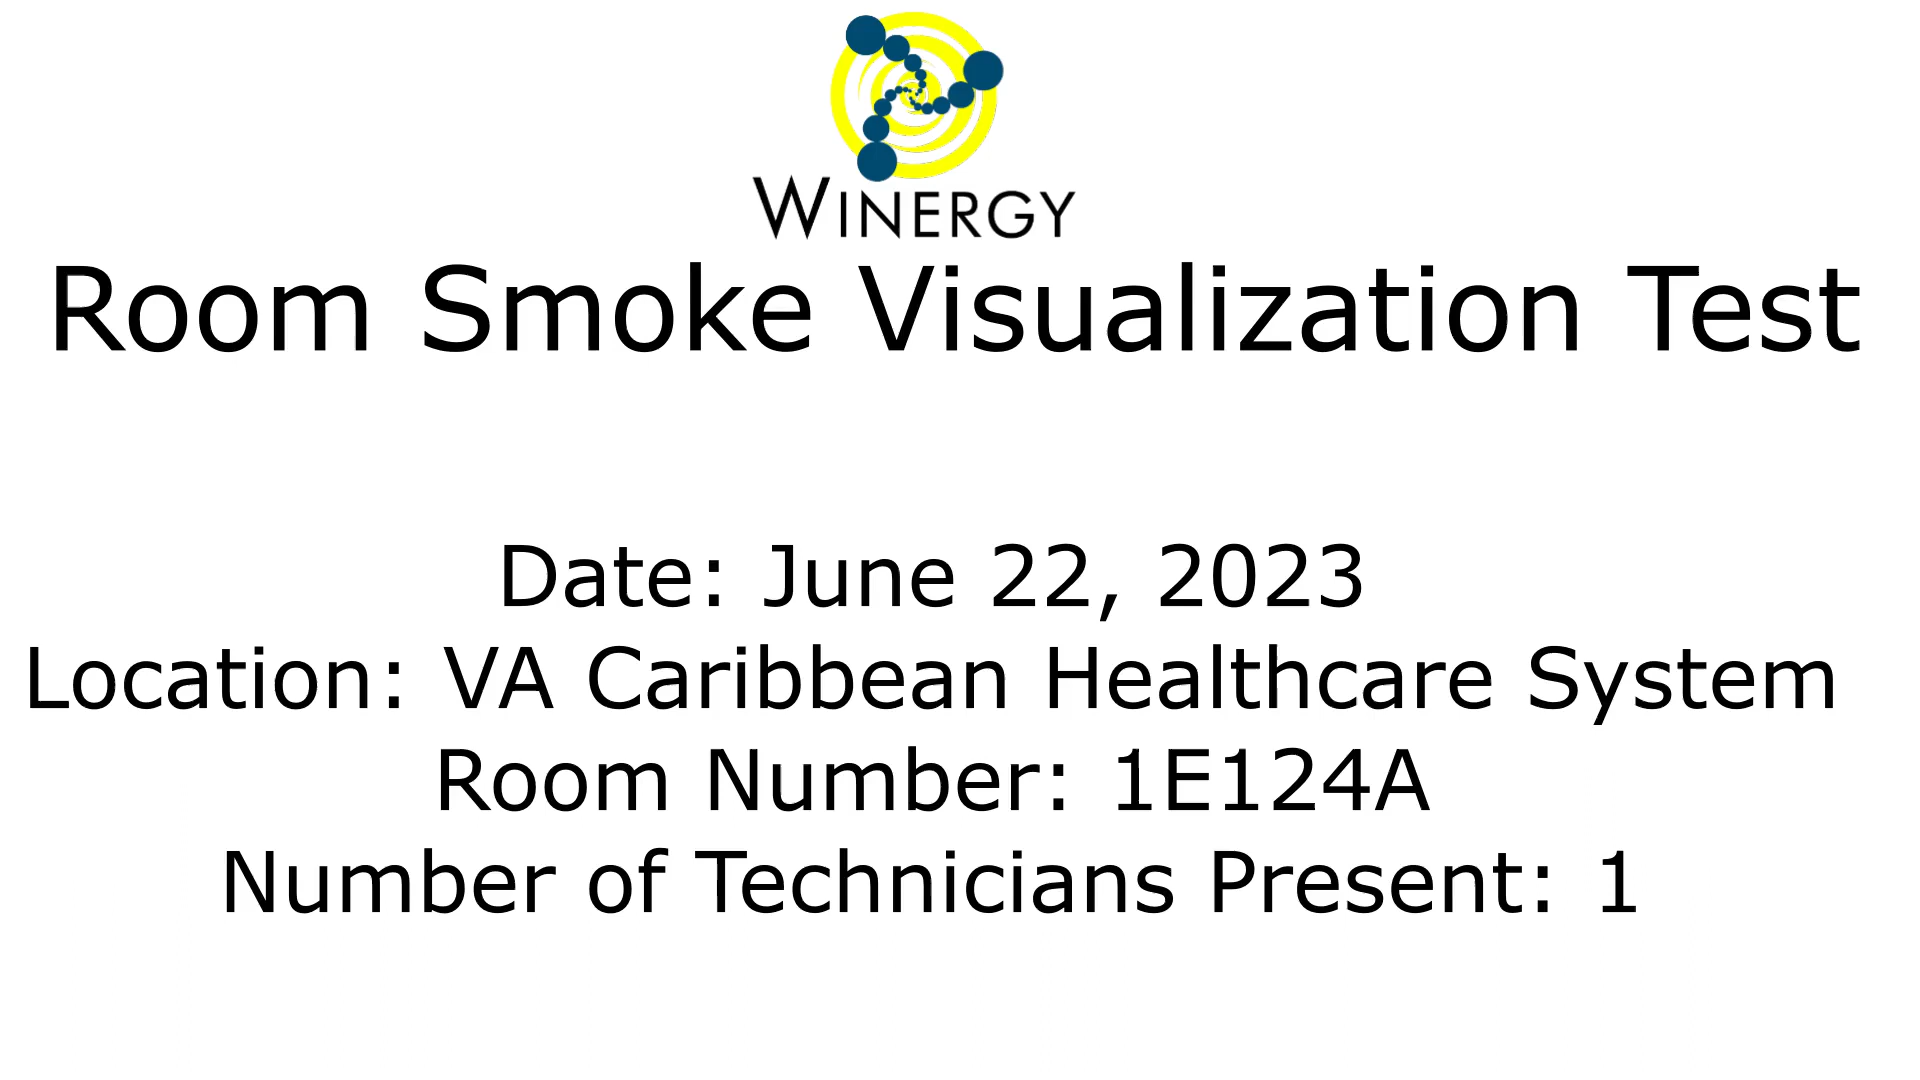 WINERGY
Room Smoke Visualization Test
Date: June 22, 2023
Location: VA Caribbean Healthcare System
Room Number: 1E124A
Number of Technicians Present: 1